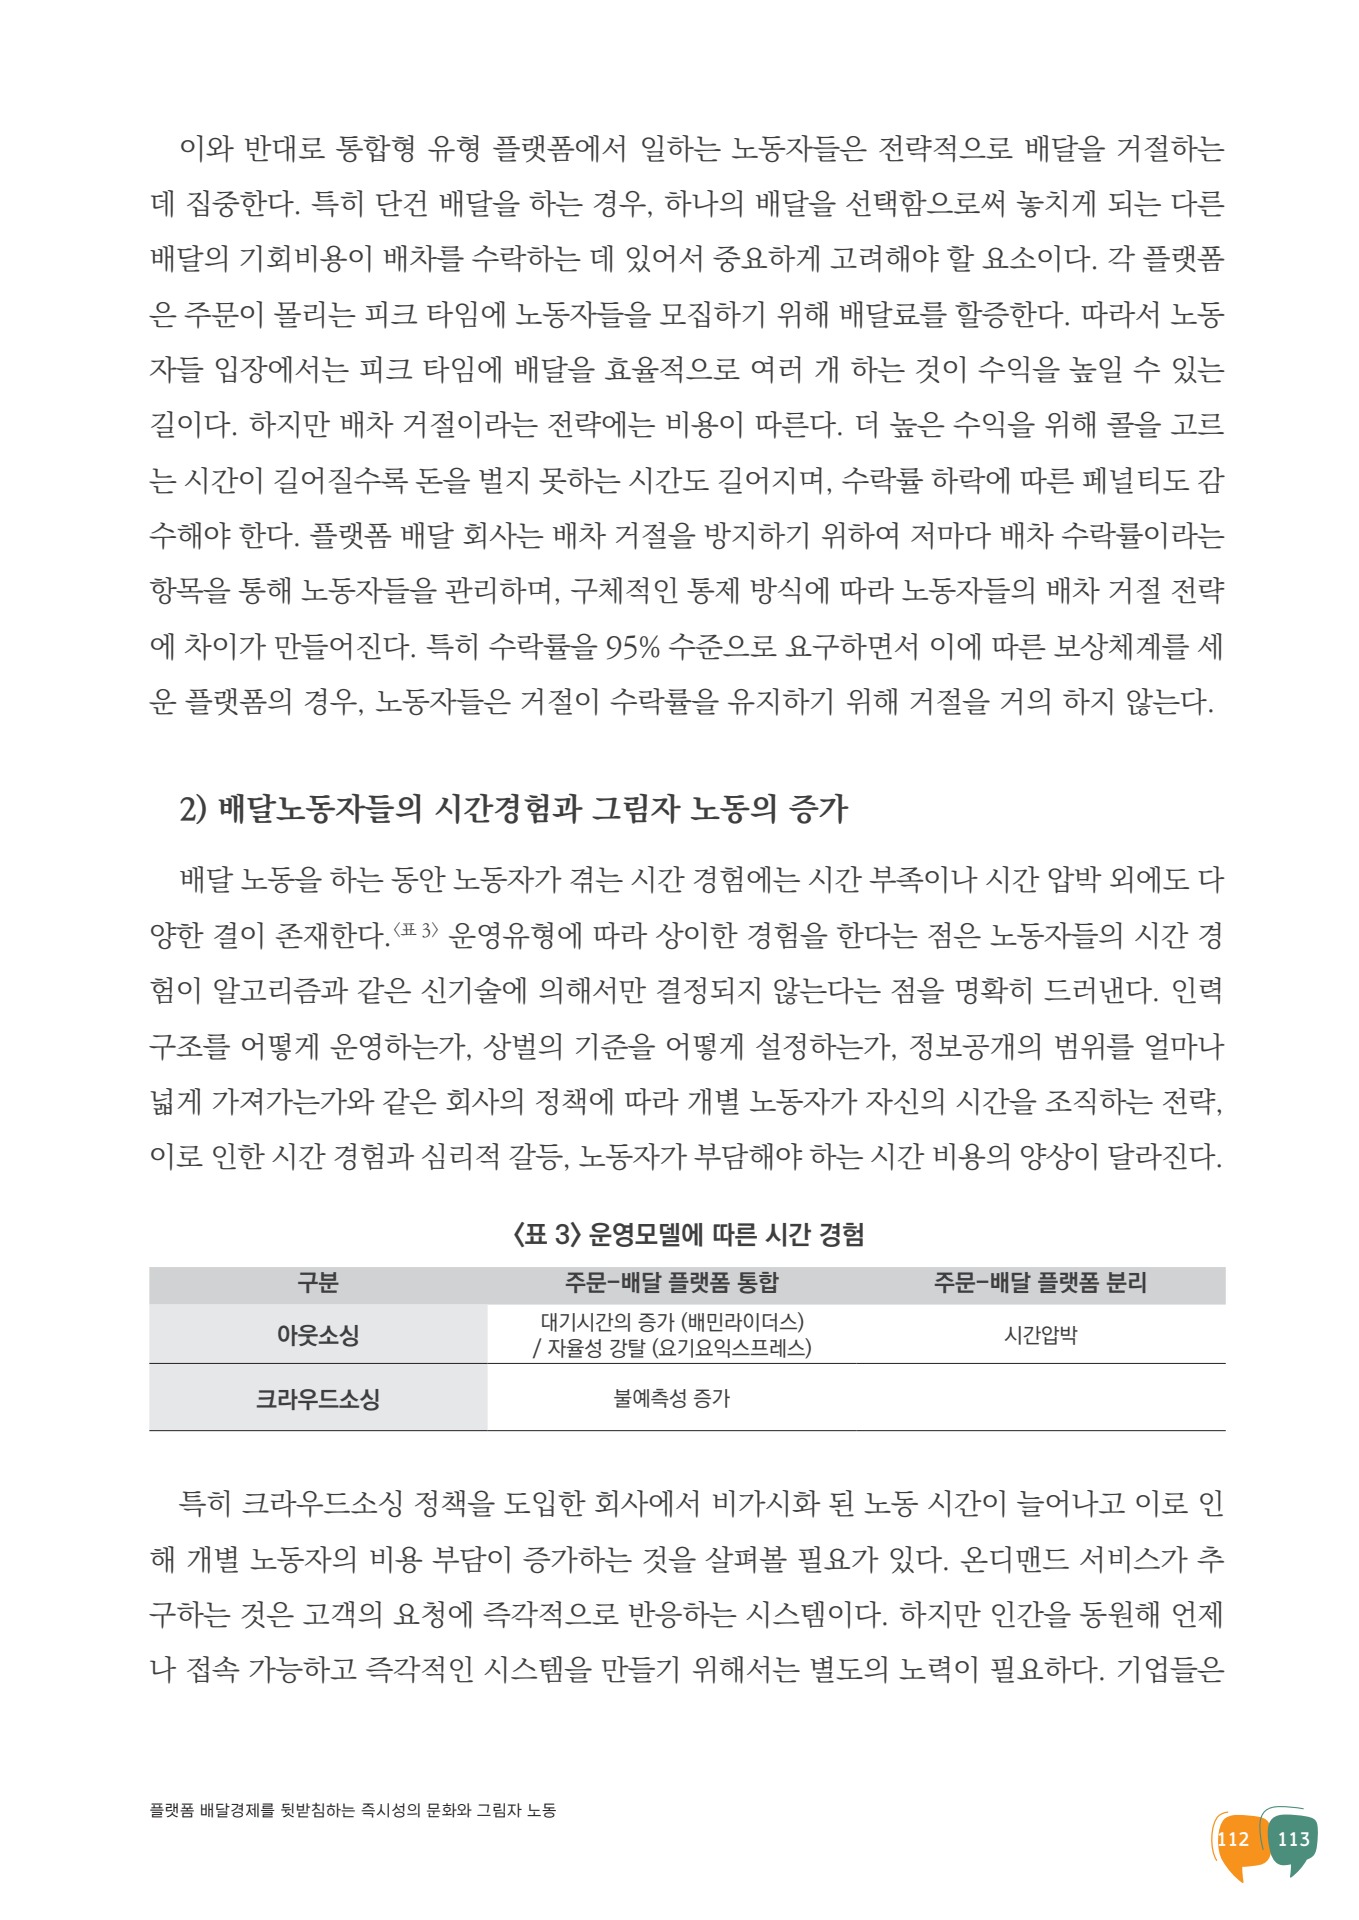 이와 반대로 통합형 유형 플랫폼에서 일하는 노동자들은 전략적으로 배달을 거절하는
데 집중한다. 특히 단건 배달을 하는 경우, 하나의 배달을 선택함으로써 놓치게 되는 다른
배달의 기회비용이 배차를 수락하는 데 있어서 중요하게 고려해야 할 요소이다. 각 플랫폼
은 주문이 몰리는 피크 타임에 노동자들을 모집하기 위해 배달료를 할증한다. 따라서 노동
자들 입장에서는 피크 타임에 배달을 효율적으로 여러 개 하는 것이 수익을 높일 수 있는
길이다. 하지만 배차 거절이라는 전략에는 비용이 따른다. 더 높은 수익을 위해 콜을 고르
는 시간이 길어질수록 돈을 벌지 못하는 시간도 길어지며, 수락률 하락에 따른 페널티도 감
수해야 한다. 플랫폼 배달 회사는 배차 거절을 방지하기 위하여 저마다 배차 수락률이라는
항목을 통해 노동자들을 관리하며, 구체적인 통제 방식에 따라 노동자들의 배차 거절 전략
에 차이가 만들어진다. 특히 수락률을 95% 수준으로 요구하면서 이에 따른 보상체계를 세
운 플랫폼의 경우, 노동자들은 거절이 수락률을 유지하기 위해 거절을 거의 하지 않는다.
2) 배달노동자들의 시간경험과 그림자 노동의 증가
배달 노동을 하는 동안 노동자가 겪는 시간 경험에는 시간 부족이나 시간 압박 외에도 다
양한 결이 존재한다.〈표 3〉 운영유형에 따라 상이한 경험을 한다는 점은 노동자들의 시간 경
험이 알고리즘과 같은 신기술에 의해서만 결정되지 않는다는 점을 명확히 드러낸다. 인력
구조를 어떻게 운영하는가, 상벌의 기준을 어떻게 설정하는가, 정보공개의 범위를 얼마나
넓게 가져가는가와 같은 회사의 정책에 따라 개별 노동자가 자신의 시간을 조직하는 전략,
이로 인한 시간 경험과 심리적 갈등, 노동자가 부담해야 하는 시간 비용의 양상이 달라진다.
〈표 3〉 운영모델에 따른 시간 경험
구분 주문-배달 플랫폼 통합 주문-배달 플랫폼 분리
아웃소싱 대기시간의 증가 (배민라이더스) 시간압박
/ 자율성 강탈 (요기요익스프레스)
크라우드소싱 불예측성 증가
특히 크라우드소싱 정책을 도입한 회사에서 비가시화 된 노동 시간이 늘어나고 이로 인
해 개별 노동자의 비용 부담이 증가하는 것을 살펴볼 필요가 있다. 온디맨드 서비스가 추
구하는 것은 고객의 요청에 즉각적으로 반응하는 시스템이다. 하지만 인간을 동원해 언제
나 접속 가능하고 즉각적인 시스템을 만들기 위해서는 별도의 노력이 필요하다. 기업들은
플랫폼 배달경제를 뒷받침하는 즉시성의 문화와 그림자 노동
112 113